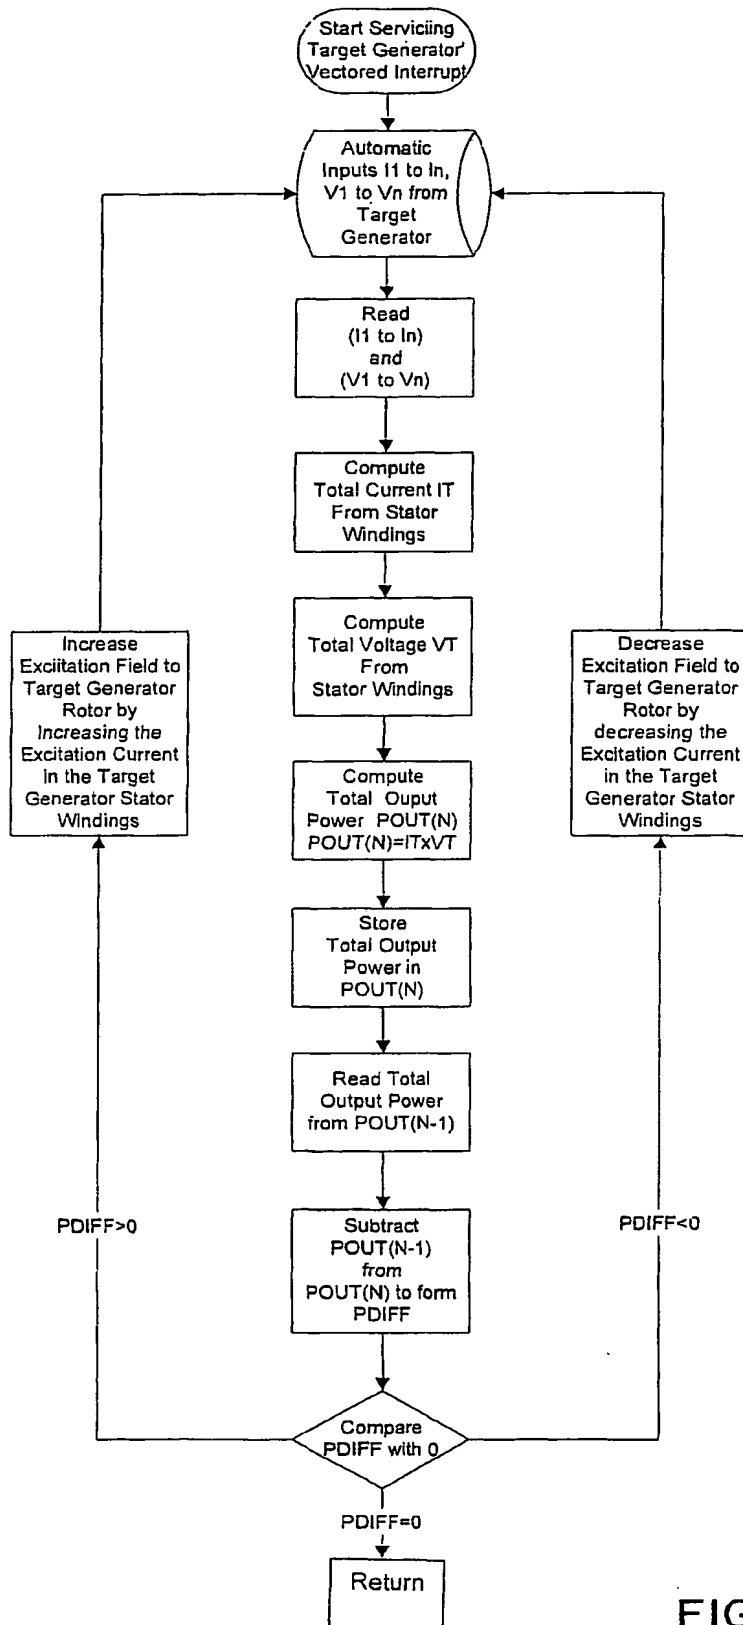 Start Serviciing
Target Generator'
Vectored Interrupt
Automatic
Inputs I1 to In,
V1 to Vn from
Target
Generator
Read
(I1 to In)
and
(V1 to Vn)
Compute
Total Current IT
From Stator
Windings
Compute
Total Voltage VT
From
Stator Windings
Increase
Exciitation Field to
Target Generator
Rotor by
Increasing the
Excitation Current
in the Target
Generator Stator
Windings
Decrease
Excitation Field to
Target Generator
Rotor by
decreasing the
Excitation Current
in the Target
Generator Stator
Windings
Compute
Total Ouput
Power POUT(N)
POUT(N)=ITxVT
Store
Total Output
Power in
POUT(N)
Read Total
Output Power
from POUT(N-1)
PDIFF>0
Subtract
POUT(N-1)
from
POUT(N) to form
PDIFF
PDIFF<0
Compare
PDIFF with 0
PDIFF=0
Return
FIG